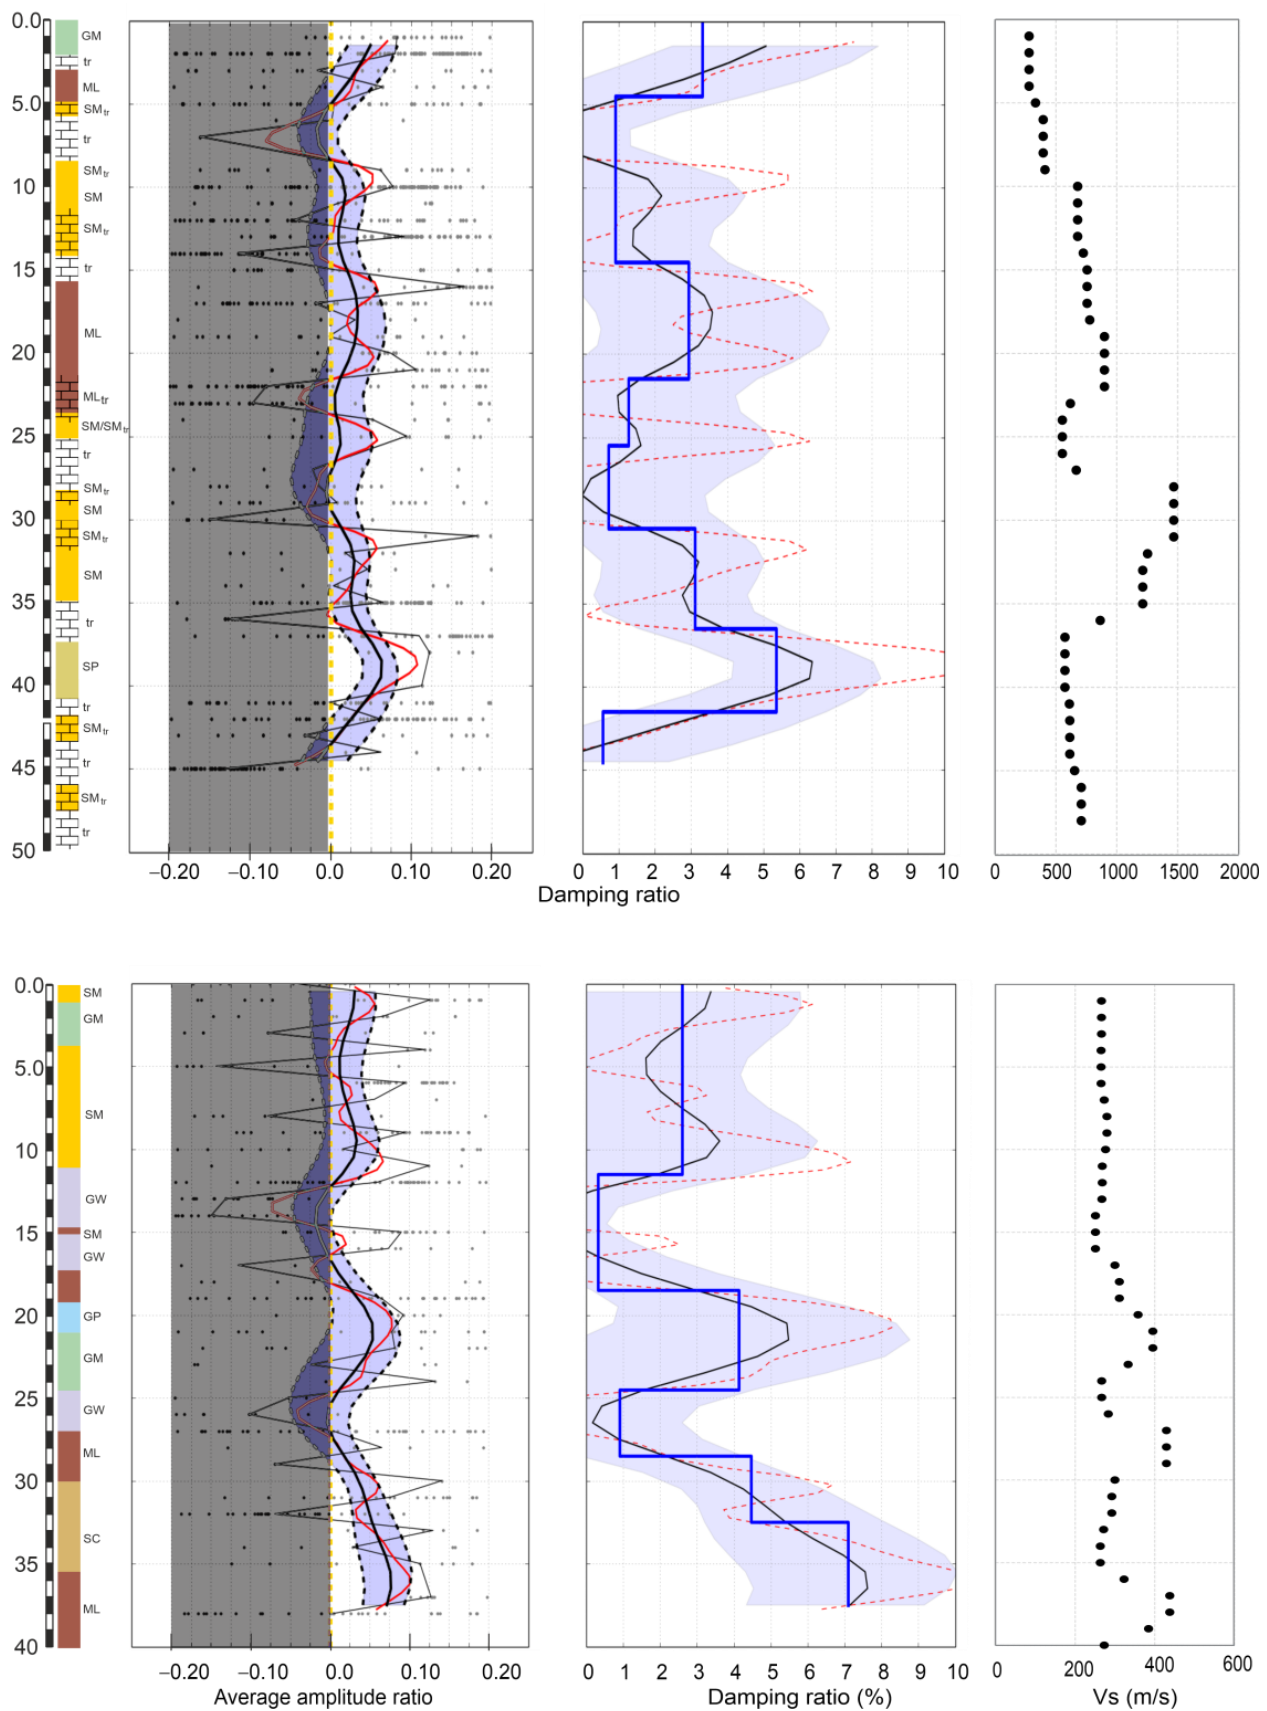 0.0
GM
tr
ML
5.0
SMtr
tr
SMtr
10
SM
SMtr
15
tr
ML
20
MLtr
SM/SMtr
25
tr
SMtr
SM
30
SMtr
SM
35
tr
SP
40
tr
SMtr
45
tr
SMtr
tr
50
−0.20 −0.10 0.0 0.10 0.20 0 1 2 3 4 5 6 7 8 9 10 0 500 1000 1500 2000
Damping ratio
0.0
SM
GM
5.0
SM
10
GW
15
SM
GW
20
GP
GM
25
GW
ML
30
SC
35
ML
40
−0.20 −0.10 0.0 0.10 0.20 0 1 2 3 4 5 6 7 8 9 10 200 400 600
Average amplitude ratio Damping ratio (%) Vs (m/s)